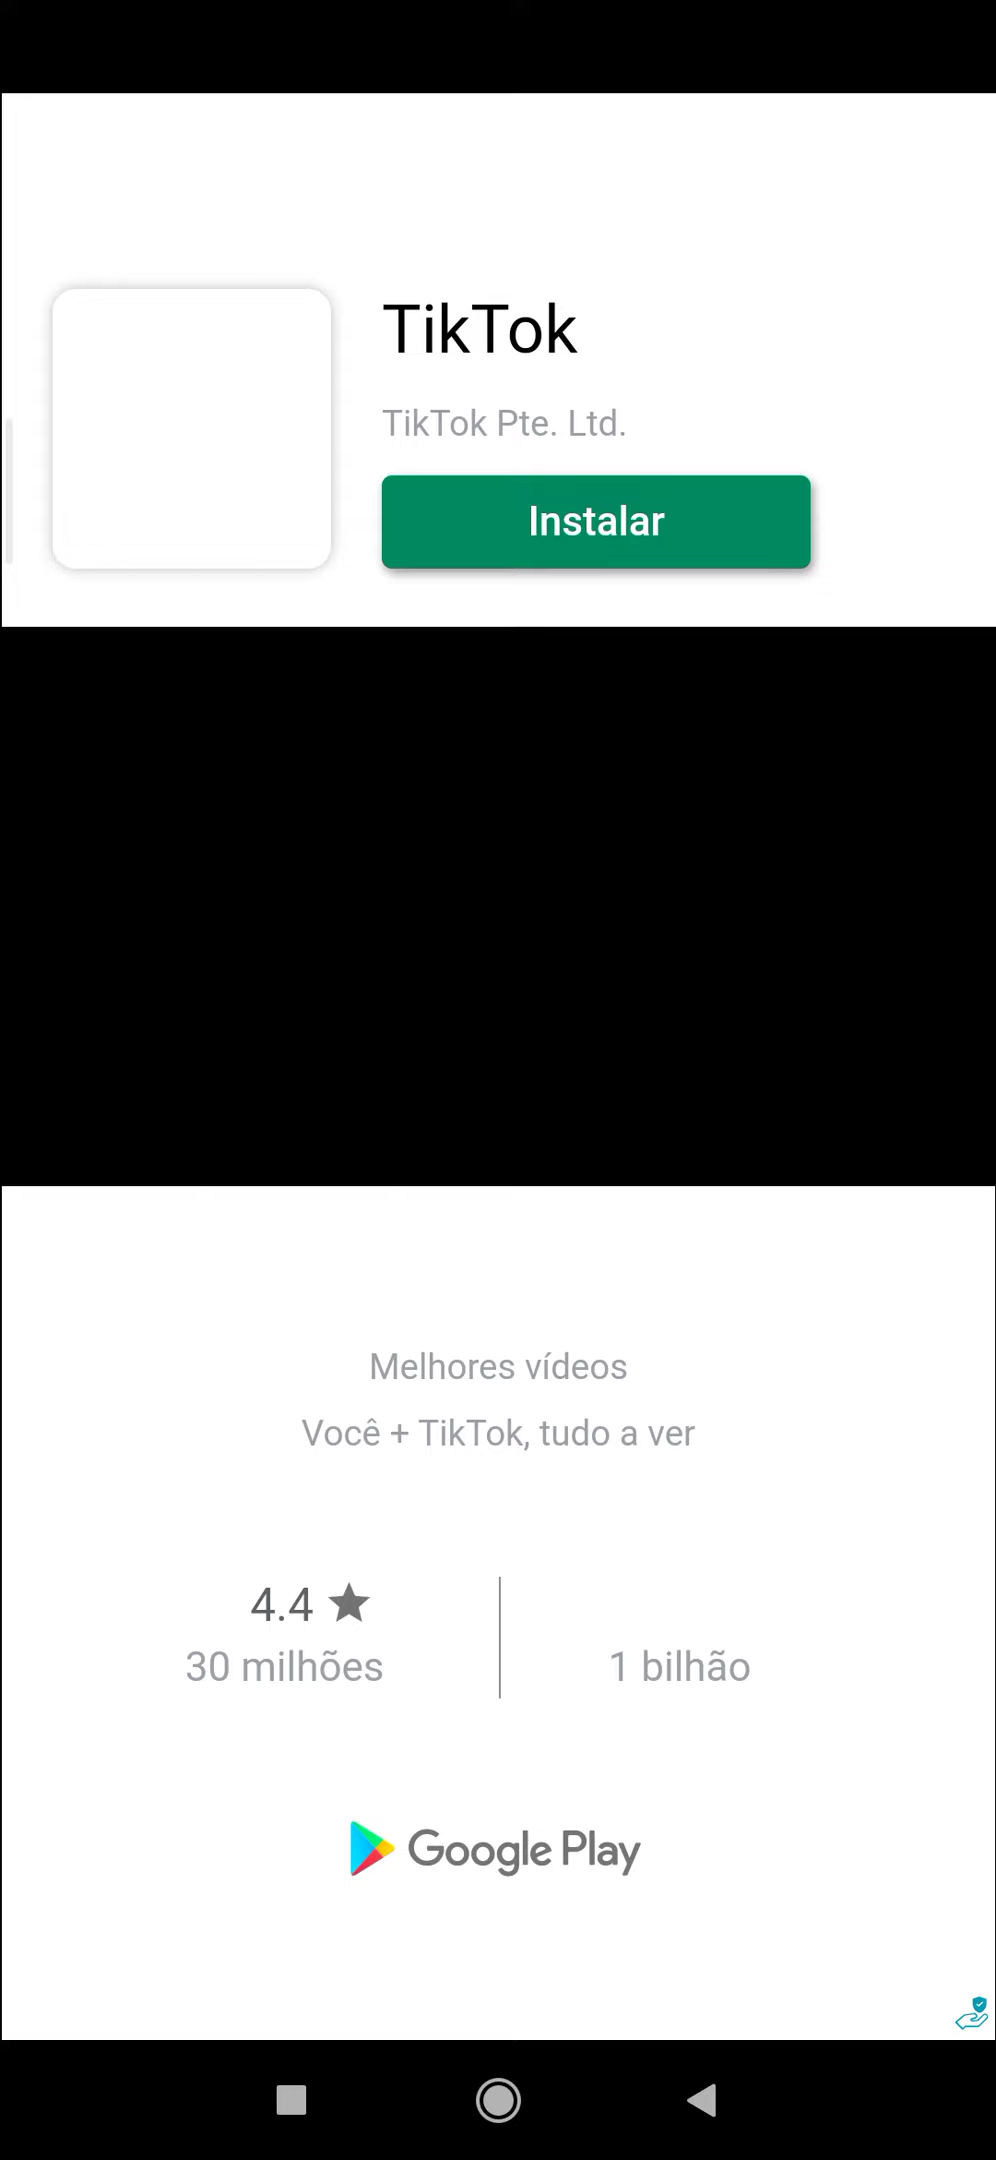 TikTok
TikTok Pte. Ltd.
Instalar
Melhores vídeos
Você + TikTok, tudo a ver
4.4 ★
30 milhões
1 bilhão
Google Play